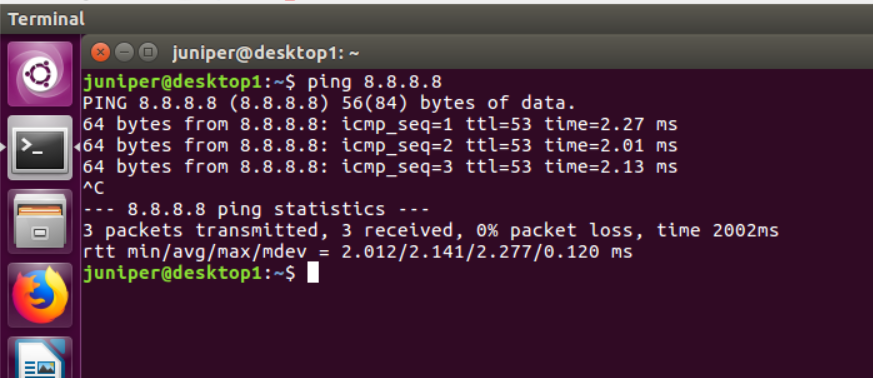 Terminal
juniper@desktop1: ~
juniper@desktop1:~$ ping 8.8.8.8
PING 8.8.8.8 (8.8.8.8) 56(84) bytes of data.
64 bytes from 8.8.8.8: icmp_seq=1 ttl=53 time=2.27 ms
64 bytes from 8.8.8.8: icmp_seq=2 ttl=53 time=2.01 ms
64 bytes from 8.8.8.8: icmp_seq=3 ttl=53 time=2.13 ms
^C
--- 8.8.8.8 ping statistics ---
3 packets transmitted, 3 received, 0% packet loss, time 2002ms
rtt min/avg/max/mdev = 2.012/2.141/2.277/0.120 ms
juniper@desktop1:~$